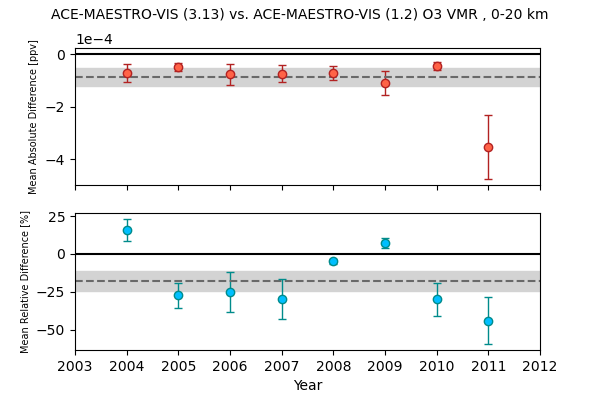 ACE-MAESTRO-VIS (3.13) vs. ACE-MAESTRO-VIS (1.2) O3 VMR , 0-20 km
1e−4
0
−2
−4
Mean Absolute Difference [ppv]
25
0
−25
−50
Mean Relative Difference [%]
2003 2004 2005 2006 2007 2008 2009 2010 2011 2012
Year